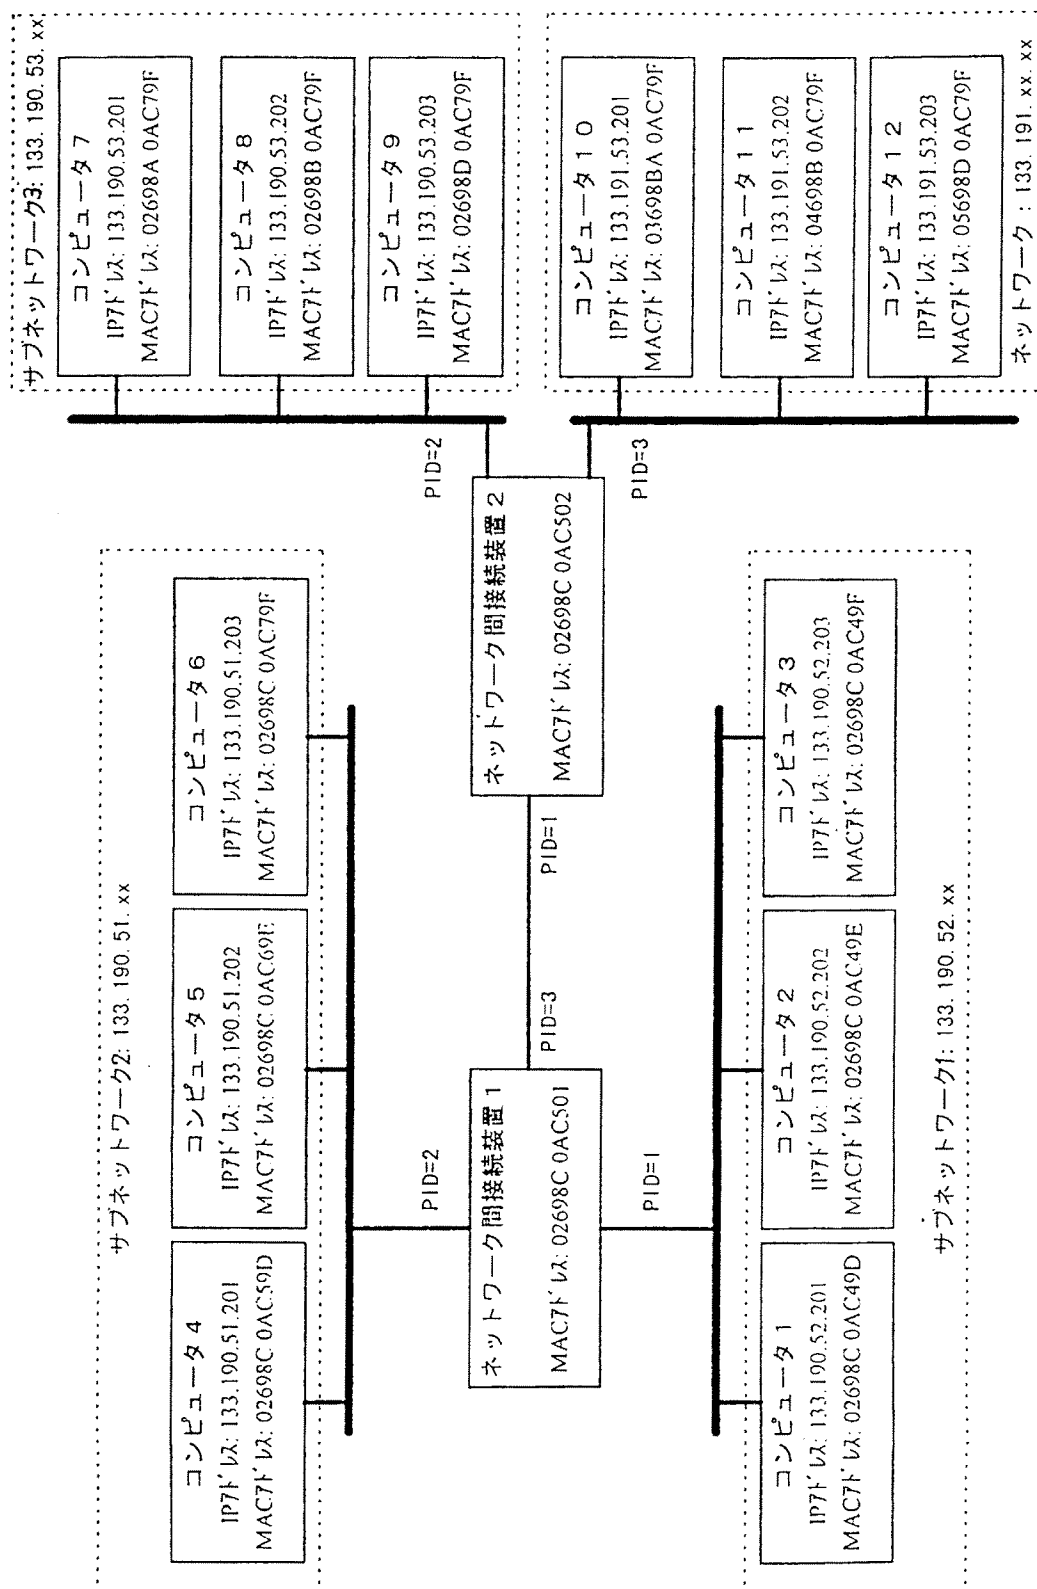 サブネットワーク2: 133.190.51.xx
コンピュータ4
IPアドレス: 133.190.51.201
MACアドレス: 02698C 0AC59D
コンピュータ5
IPアドレス: 133.190.51.202
MACアドレス: 02698C 0AC69E
コンピュータ6
IPアドレス: 133.190.51.203
MACアドレス: 02698C 0AC79F
PID=2
ネットワーク間接続装置1
MACアドレス: 02698C 0AC501
PID=3
PID=1
PID=1
ネットワーク間接続装置2
MACアドレス: 02698C 0AC502
PID=2
PID=3
コンピュータ1
IPアドレス: 133.190.52.201
MACアドレス: 02698C 0AC49D
コンピュータ2
IPアドレス: 133.190.52.202
MACアドレス: 02698C 0AC49E
コンピュータ3
IPアドレス: 133.190.52.203
MACアドレス: 02698C 0AC49F
サブネットワーク1: 133.190.52.xx
サブネットワーク3: 133.190.53.xx
コンピュータ7
IPアドレス: 133.190.53.201
MACアドレス: 02698A 0AC79F
コンピュータ8
IPアドレス: 133.190.53.202
MACアドレス: 02698B 0AC79F
コンピュータ9
IPアドレス: 133.190.53.203
MACアドレス: 02698D 0AC79F
コンピュータ10
IPアドレス: 133.191.53.201
MACアドレス: 03698BA 0AC79F
コンピュータ11
IPアドレス: 133.191.53.202
MACアドレス: 04698B 0AC79F
コンピュータ12
IPアドレス: 133.191.53.203
MACアドレス: 05698D 0AC79F
ネットワーク: 133.191.xx.xx